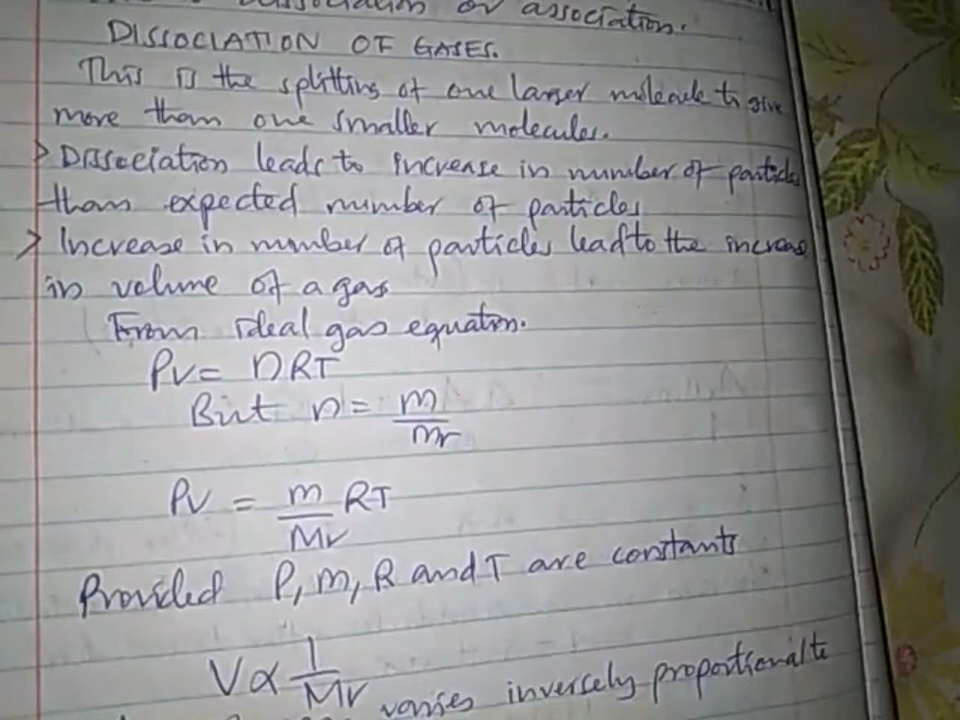 dissociation or association.
DISSOCIATION OF GASES.
This is the splitting of one larger molecule to give
more than one smaller molecules.
> Dissociation leads to increase in number of particles
than expected number of particles
> Increase in number of particles lead to the increase
in volume of a gas
From ideal gas equation.
PV = nRT
But n = m/Mr
PV = m/Mr RT
Provided P, m, R and T are constants
V ∝ 1/Mr varies inversely proportional to